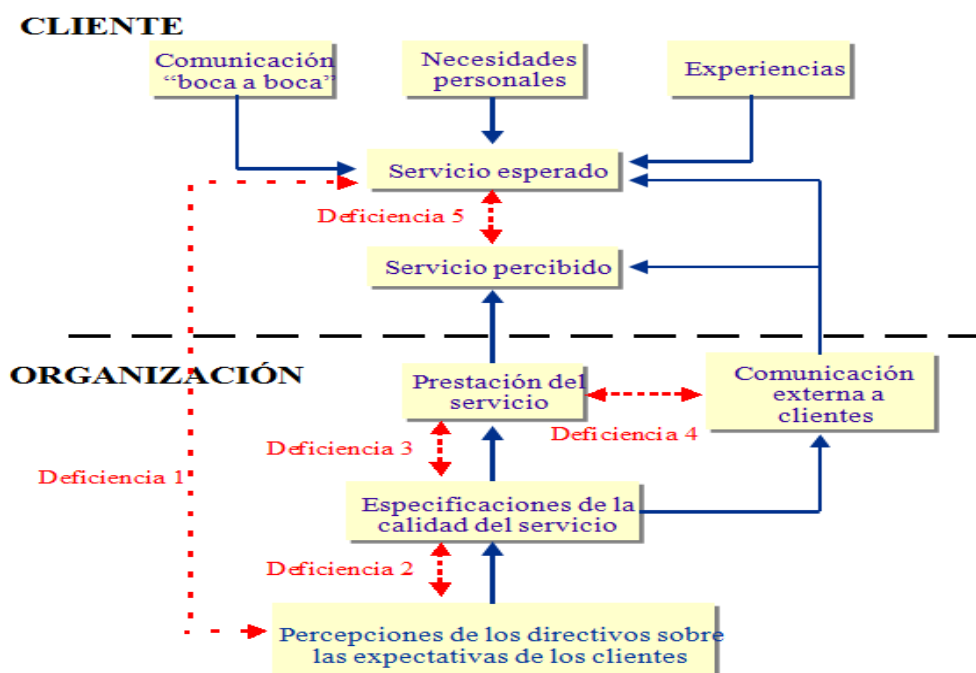 CLIENTE
Comunicación
“boca a boca”
Necesidades
personales
Experiencias
Servicio esperado
Deficiencia 5
Servicio percibido
ORGANIZACIÓN
Prestación del
servicio
Comunicación
externa a
clientes
Deficiencia 4
Deficiencia 3
Deficiencia 1
Especificaciones de la
calidad del servicio
Deficiencia 2
Percepciones de los directivos sobre
las expectativas de los clientes